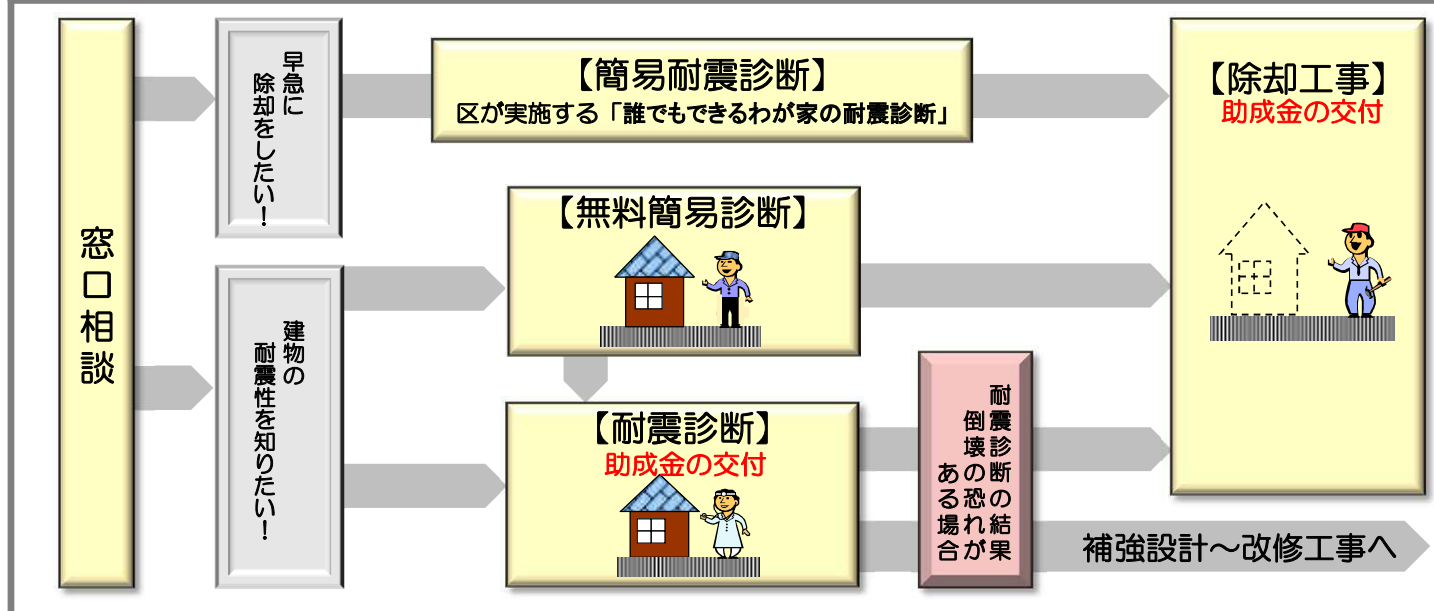 窓口相談
早急に
除却をしたい！
【簡易耐震診断】
区が実施する「誰でもできるわが家の耐震診断」
【除却工事】
助成金の交付
建物の
耐震性を知りたい！
【無料簡易診断】
【耐震診断】
助成金の交付
耐震診断の結果
倒壊の恐れが
ある場合
補強設計～改修工事へ